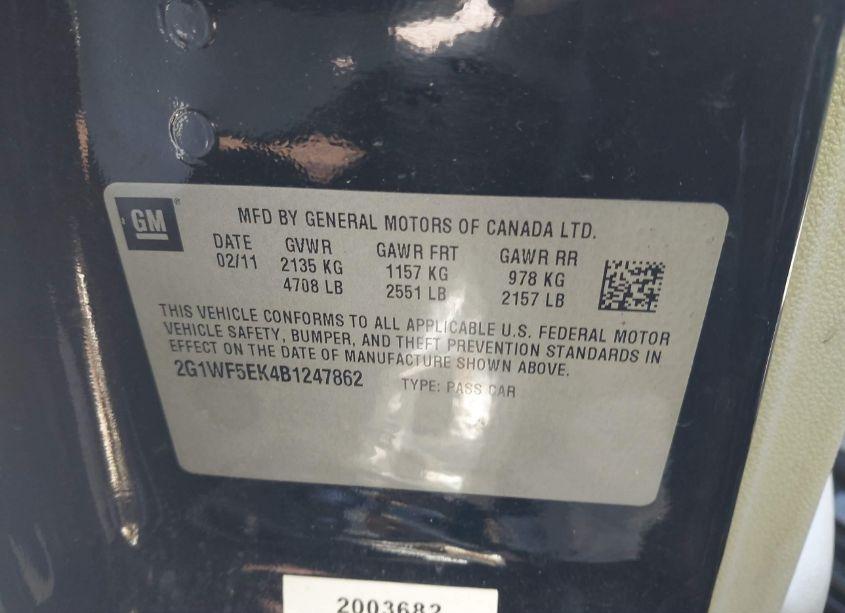 GM
MFD BY GENERAL MOTORS OF CANADA LTD.
DATE GVWR GAWR FRT GAWR RR
02/11 2135 KG 1157 KG 978 KG
4708 LB 2551 LB 2157 LB
THIS VEHICLE CONFORMS TO ALL APPLICABLE U.S. FEDERAL MOTOR
VEHICLE SAFETY, BUMPER, AND THEFT PREVENTION STANDARDS IN
EFFECT ON THE DATE OF MANUFACTURE SHOWN ABOVE.
2G1WF5EK4B1247862 TYPE: PASS CAR
2003682